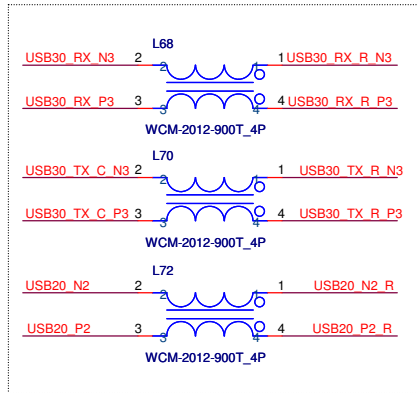 L68
USB30_RX_N3 2 2 1 1 USB30_RX_R_N3
USB30_RX_P3 3 3 4 4 USB30_RX_R_P3
WCM-2012-900T_4P
L70
USB30_TX_C_N3 2 2 1 1 USB30_TX_R_N3
USB30_TX_C_P3 3 3 4 4 USB30_TX_R_P3
WCM-2012-900T_4P
L72
USB20_N2 2 2 1 1 USB20_N2_R
USB20_P2 3 3 4 4 USB20_P2_R
WCM-2012-900T_4P